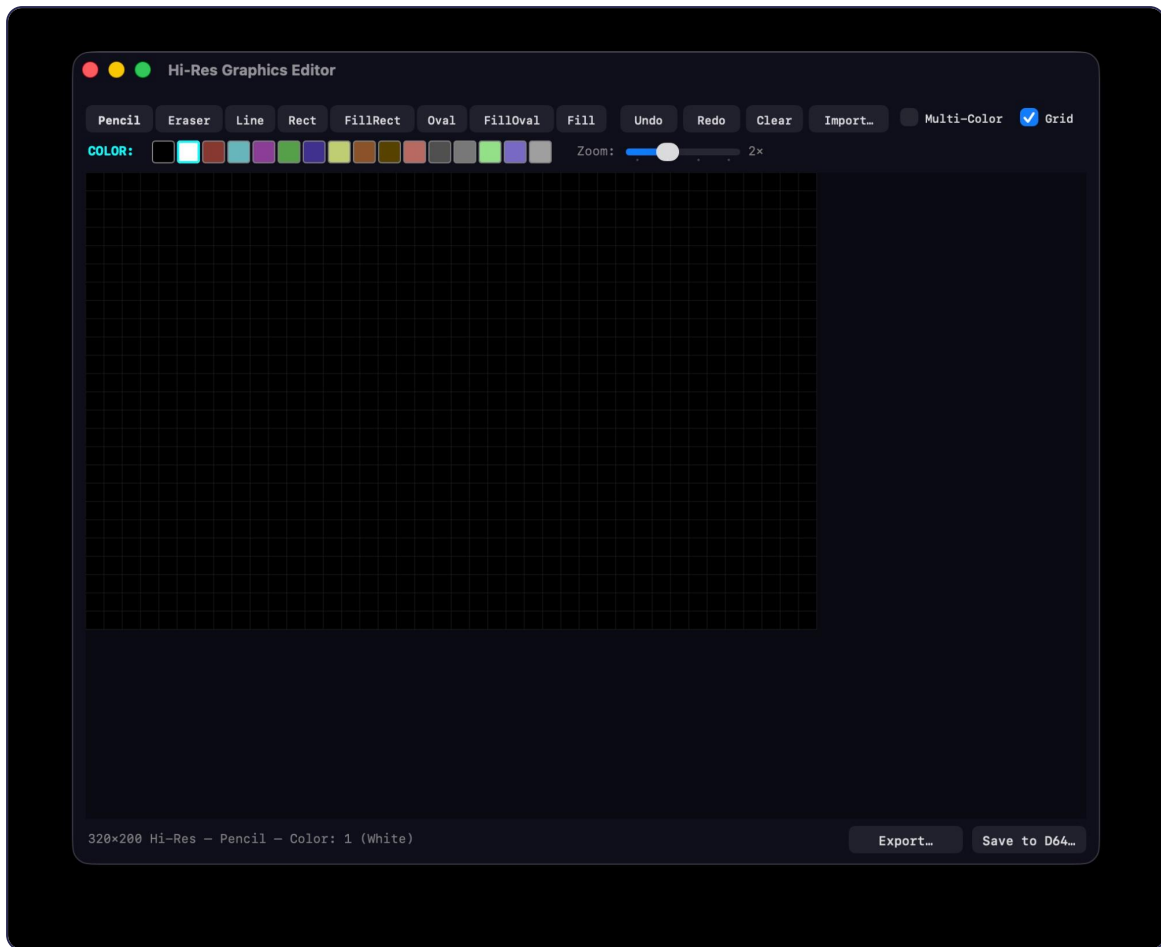 Hi-Res Graphics Editor
Pencil Eraser Line Rect FillRect Oval FillOval Fill Undo Redo Clear Import… Multi-Color Grid
COLOR: Zoom: 2×
320×200 Hi-Res — Pencil — Color: 1 (White) Export… Save to D64…